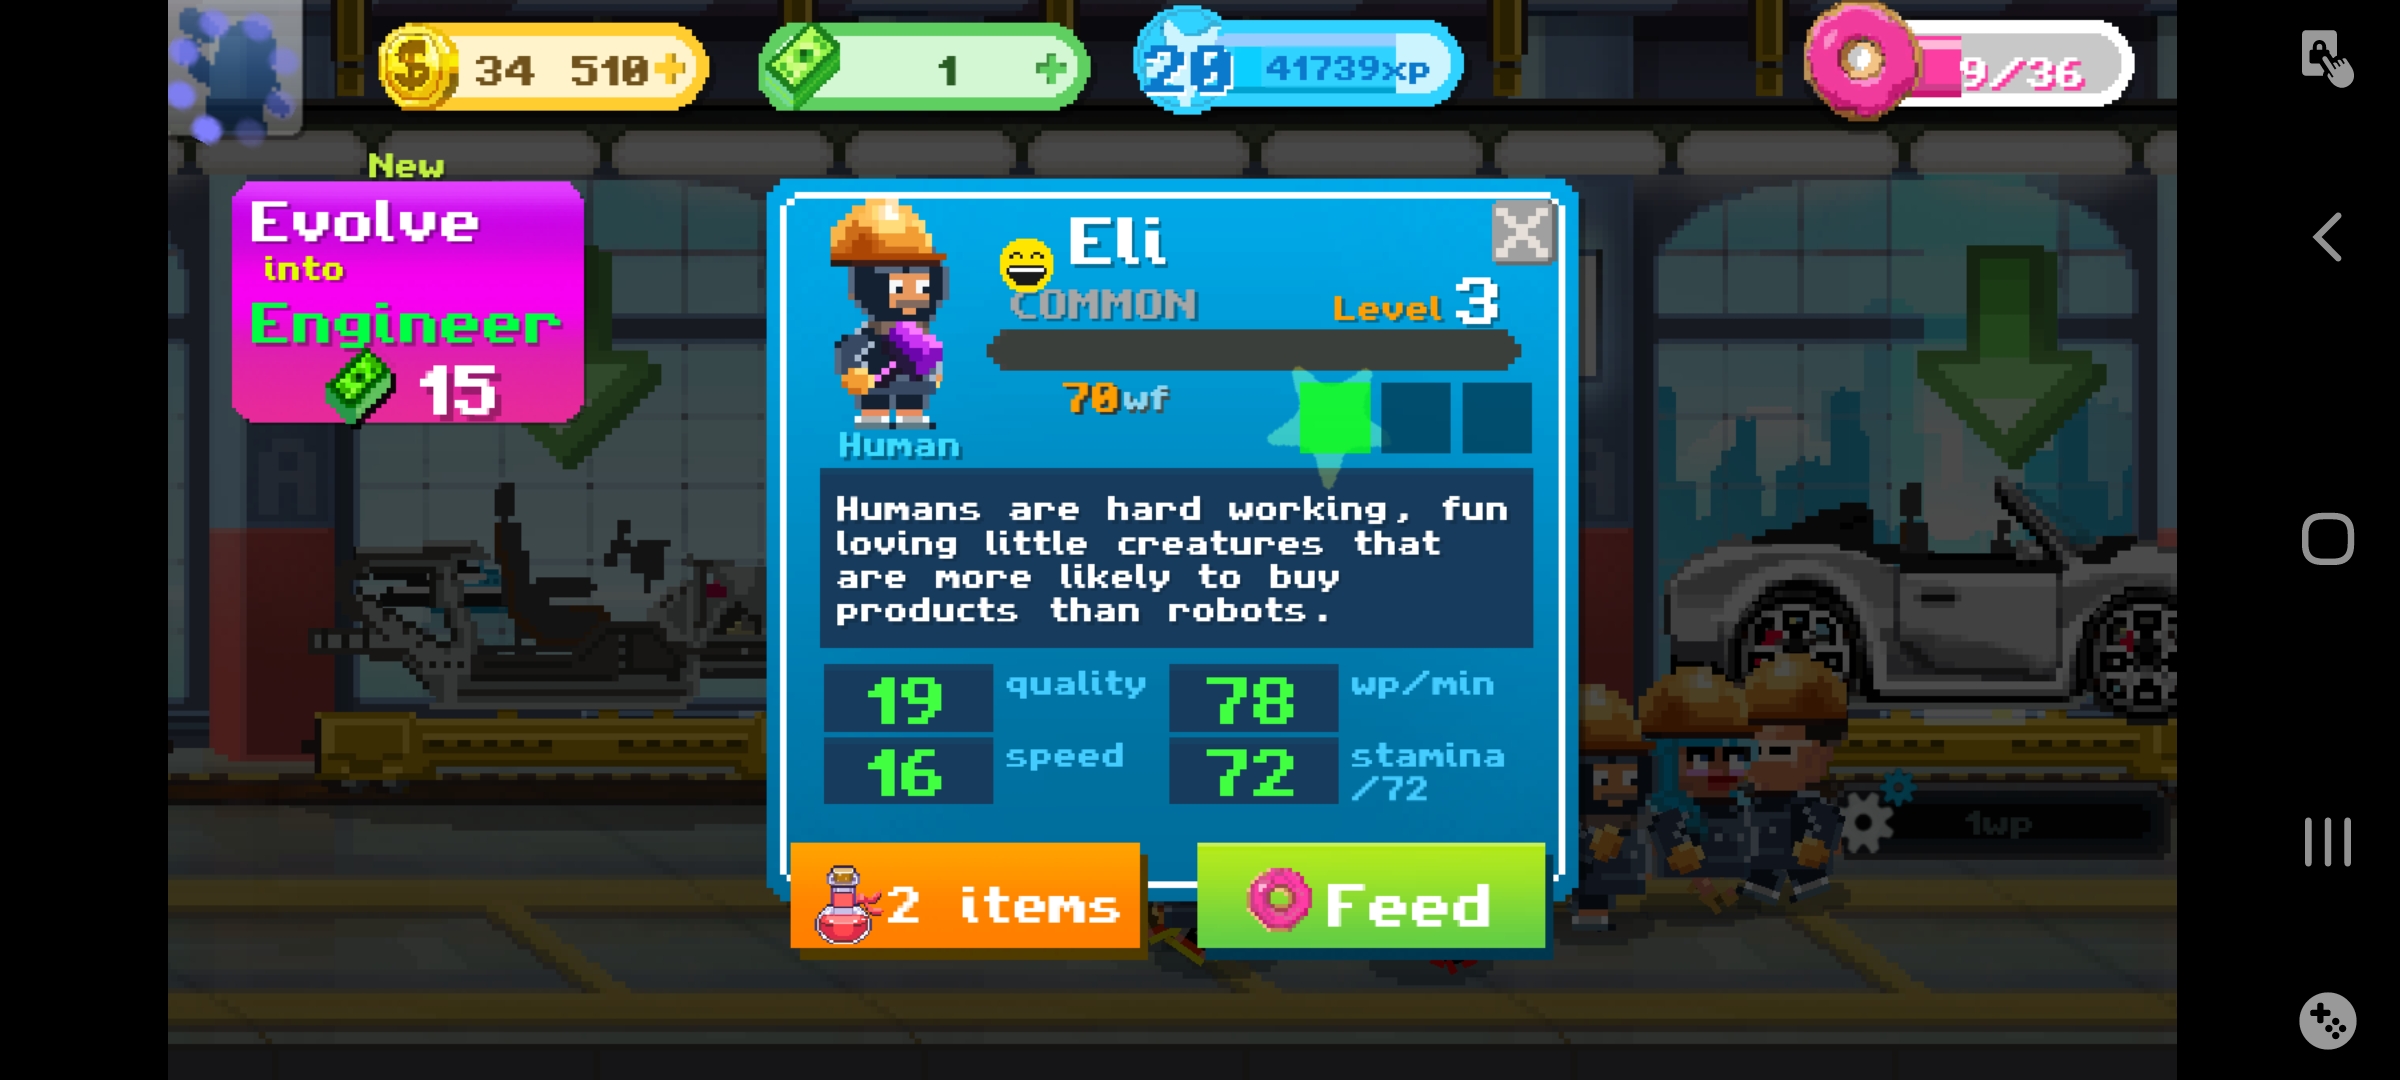 34 510
1
20 41739xp
9/36
New
Evolve
into
Engineer
15
Eli
COMMON
Level 3
70wf
Human
Humans are hard working, fun
loving little creatures that
are more likely to buy
products than robots.
19 quality
78 wp/min
16 speed
72 stamina
/72
2 items
Feed
A
1wp